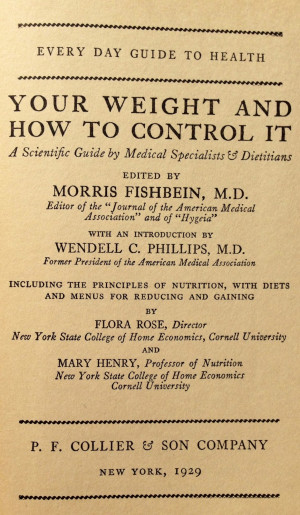 EVERY DAY GUIDE TO HEALTH
YOUR WEIGHT AND
HOW TO CONTROL IT
A Scientific Guide by Medical Specialists & Dietitians
EDITED BY
MORRIS FISHBEIN, M.D.
Editor of the "Journal of the American Medical
Association" and of "Hygeia"
WITH AN INTRODUCTION BY
WENDELL C. PHILLIPS, M.D.
Former President of the American Medical Association
INCLUDING THE PRINCIPLES OF NUTRITION, WITH DIETS
AND MENUS FOR REDUCING AND GAINING
BY
FLORA ROSE, Director
New York State College of Home Economics, Cornell University
AND
MARY HENRY, Professor of Nutrition
New York State College of Home Economics
Cornell University
P. F. COLLIER & SON COMPANY
NEW YORK, 1929